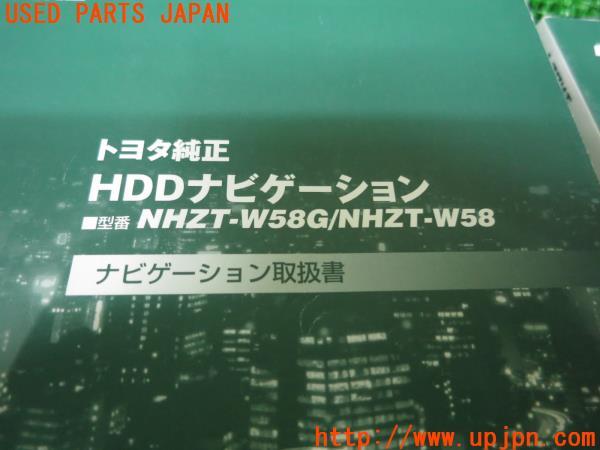 USED PARTS JAPAN
トヨタ純正
HDDナビゲーション
■型番 NHZT-W58G/NHZT-W58
ナビゲーション取扱書
http://www.upjpn.com